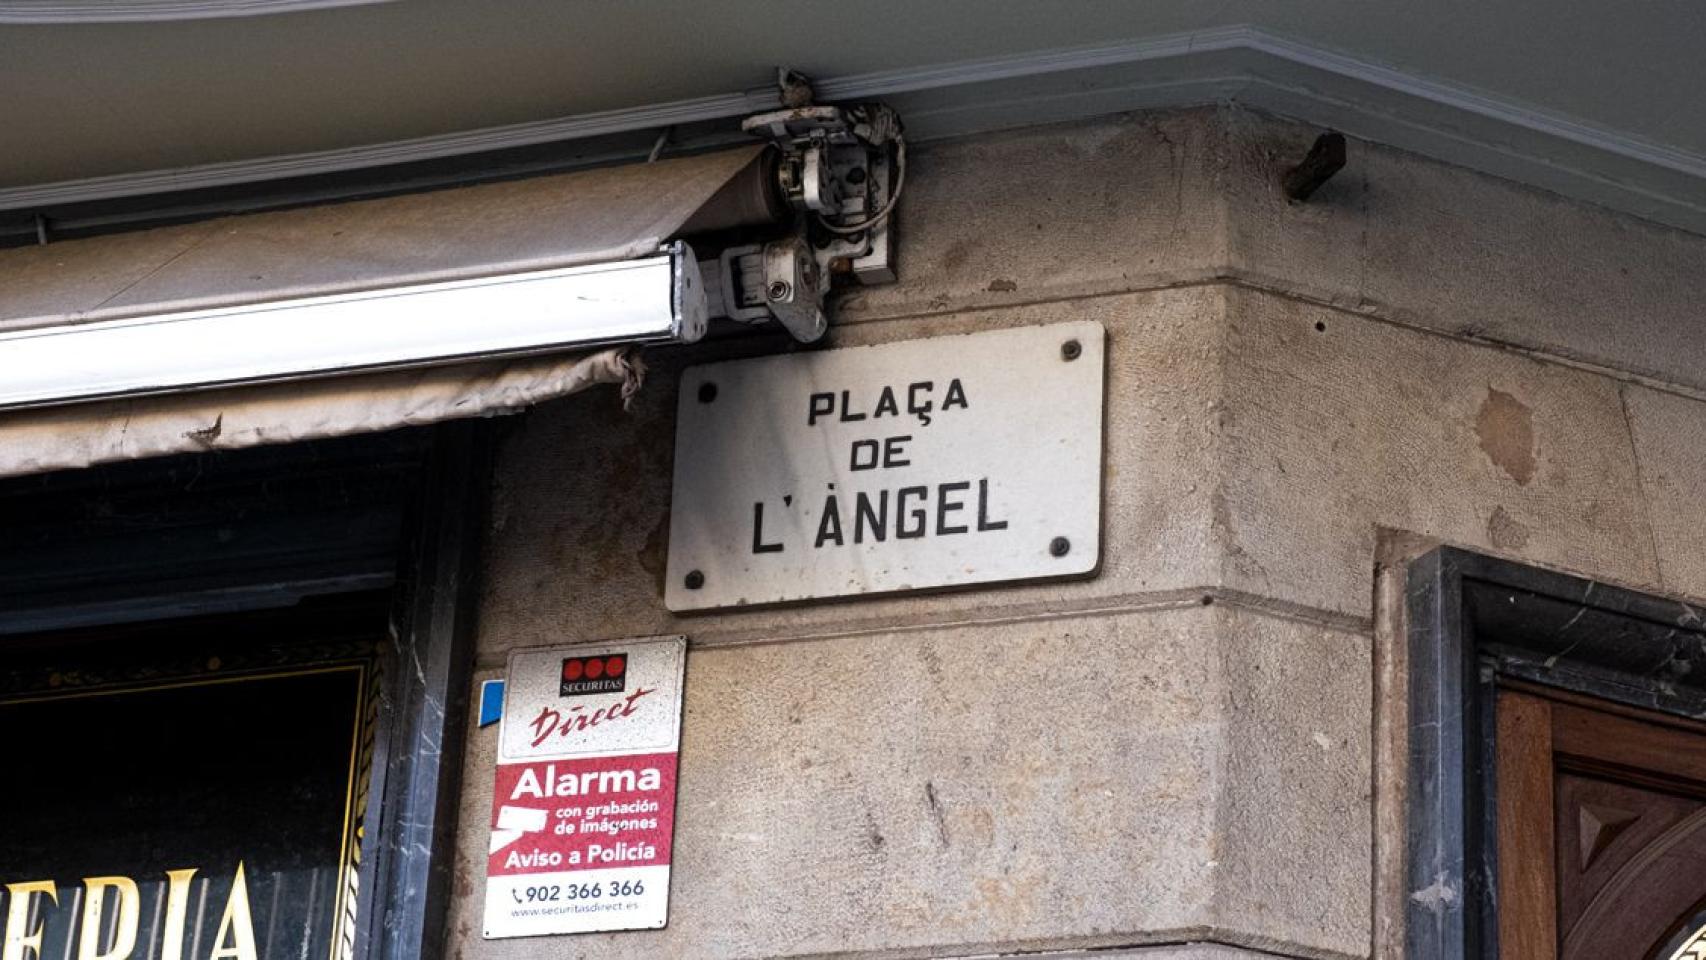 PLAÇA
DE
L'ÀNGEL
SECURITAS
Direct
Alarma
con grabación
de imágenes
Aviso a Policía
902 366 366
www.securitasdirect.es
ERIA